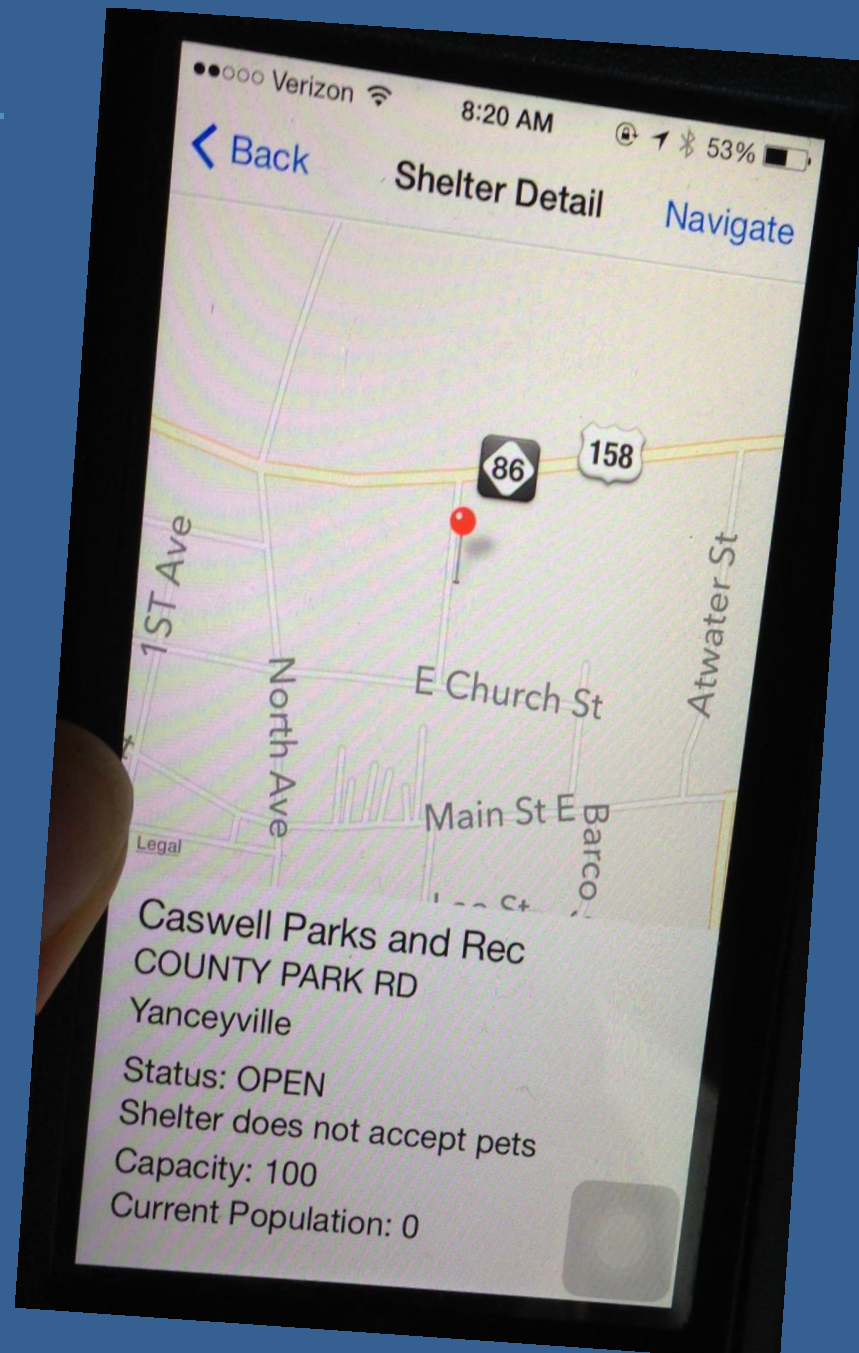 Verizon 8:20 AM 53%
Back Shelter Detail Navigate
86
158
1ST Ave
Atwater St
North Ave
E Church St
Main St E
Barco
Legal
Caswell Parks and Rec
COUNTY PARK RD
Yanceyville
Status: OPEN
Shelter does not accept pets
Capacity: 100
Current Population: 0